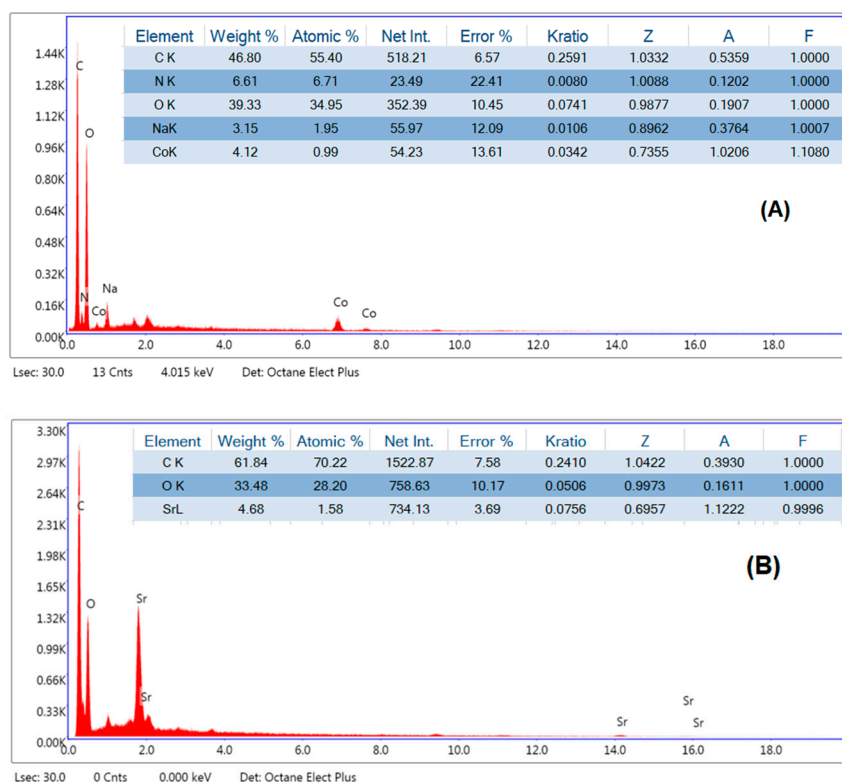 Element Weight % Atomic % Net Int. Error % Kratio Z A F
C K 46.80 55.40 518.21 6.57 0.2591 1.0332 0.5359 1.0000
N K 6.61 6.71 23.49 22.41 0.0080 1.0088 0.1202 1.0000
O K 39.33 34.95 352.39 10.45 0.0741 0.9877 0.1907 1.0000
NaK 3.15 1.95 55.97 12.09 0.0106 0.8962 0.3764 1.0007
CoK 4.12 0.99 54.23 13.61 0.0342 0.7355 1.0206 1.1080
1.44K
1.28K
1.12K
0.96K
0.80K
0.64K
0.48K
0.32K
0.16K
0.00K
C
O
N
Co
Na
Co
Co
(A)
0.0 2.0 4.0 6.0 8.0 10.0 12.0 14.0 16.0 18.0
Lsec: 30.0 13 Cnts 4.015 keV Det: Octane Elect Plus
Element Weight % Atomic % Net Int. Error % Kratio Z A F
C K 61.84 70.22 1522.87 7.58 0.2410 1.0422 0.3930 1.0000
O K 33.48 28.20 758.63 10.17 0.0506 0.9973 0.1611 1.0000
SrL 4.68 1.58 734.13 3.69 0.0756 0.6957 1.1222 0.9996
3.30K
2.97K
2.64K
2.31K
1.98K
1.65K
1.32K
0.99K
0.66K
0.33K
0.00K
C
O
Sr
Sr
Sr
Sr
Sr
(B)
0.0 2.0 4.0 6.0 8.0 10.0 12.0 14.0 16.0 18.0
Lsec: 30.0 0 Cnts 0.000 keV Det: Octane Elect Plus